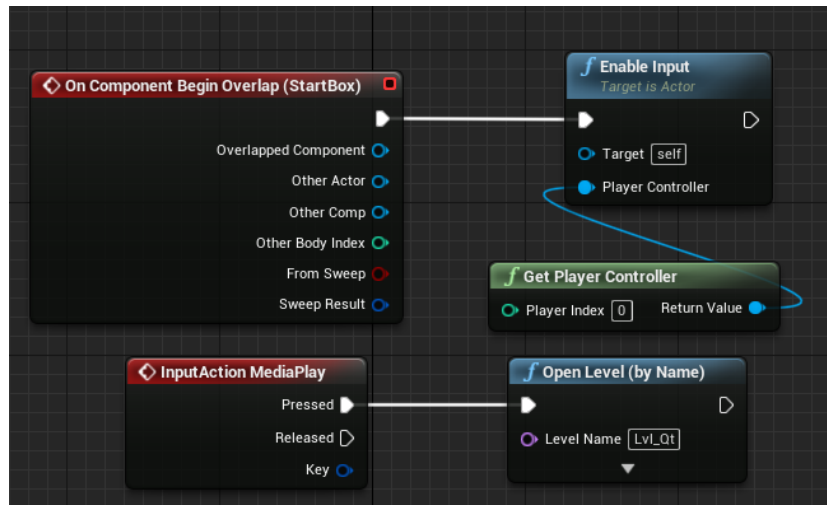 On Component Begin Overlap (StartBox)
Overlapped Component
Other Actor
Other Comp
Other Body Index
From Sweep
Sweep Result
f Enable Input
Target is Actor
Target self
Player Controller
f Get Player Controller
Player Index 0 Return Value
InputAction MediaPlay
Pressed
Released
Key
f Open Level (by Name)
Level Name Lvl_Qt